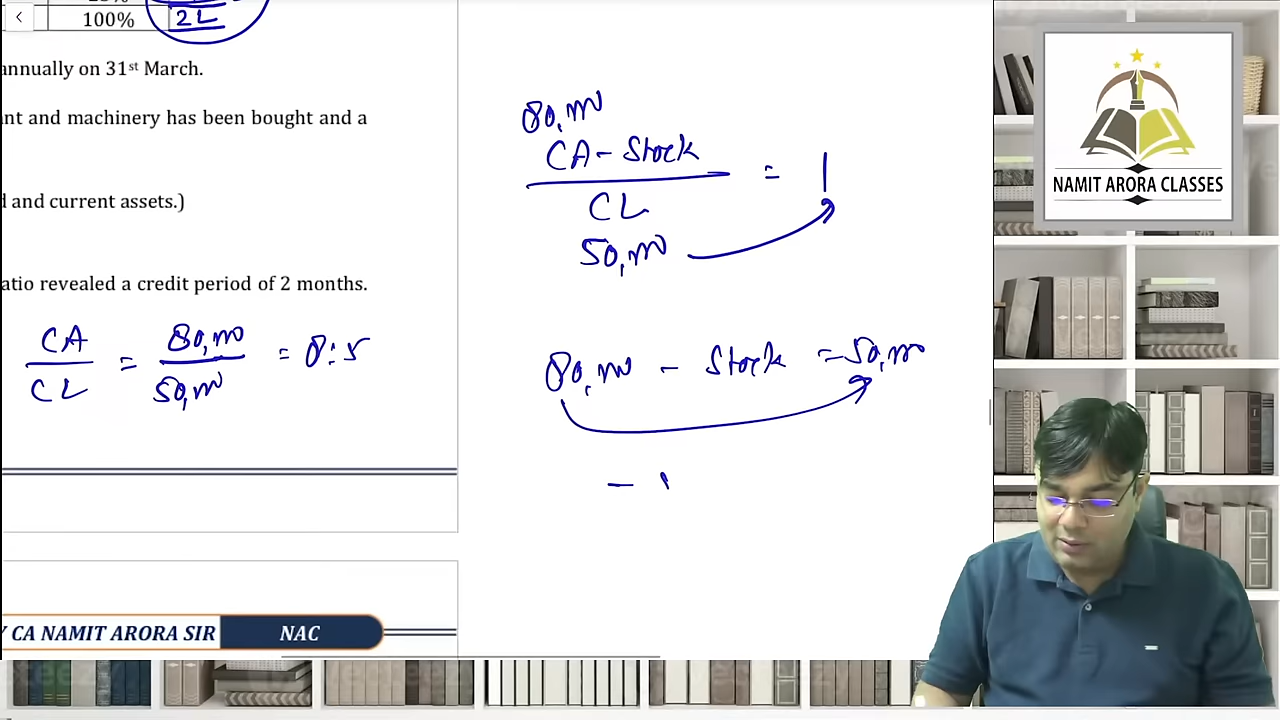 100% 2L
annually on 31st March.
nt and machinery has been bought and a
d and current assets.)
atio revealed a credit period of 2 months.
CA / CL = 80,000 / 50,000 = 8:5
80,000
CA - Stock
CL
= 1
50,000
80,000 - Stock = 50,000
-
Y CA NAMIT ARORA SIR NAC
NAMIT ARORA CLASSES